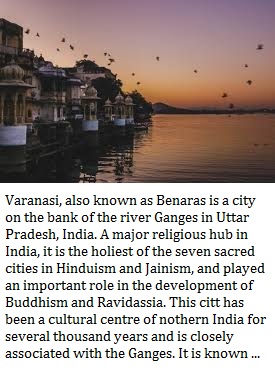 Varanasi, also known as Benaras is a city
on the bank of the river Ganges in Uttar
Pradesh, India. A major religious hub in
India, it is the holiest of the seven sacred
cities in Hinduism and Jainism, and played
an important role in the development of
Buddhism and Ravidassia. This citt has
been a cultural centre of nothern India for
several thousand years and is closely
associated with the Ganges. It is known ...